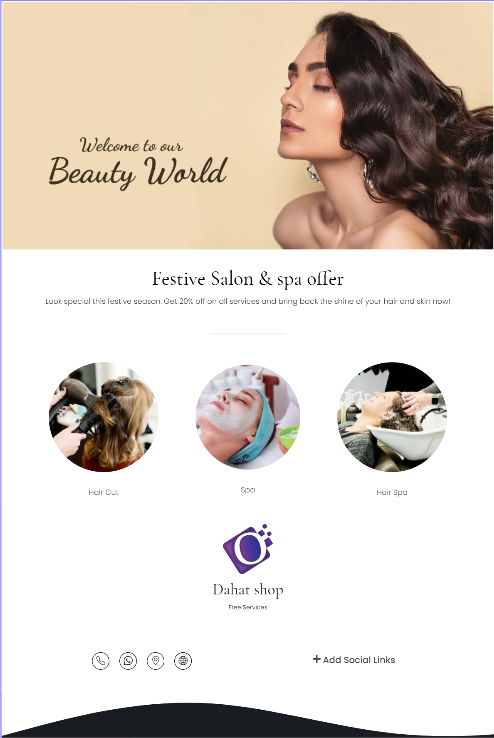 Welcome to our
Beauty World
Festive Salon & spa offer
Look special this festive season. Get 20% off on all services and bring back the shine of your hair and skin now!
Hair Cut
Spa
Hair Spa
Dahat shop
Free Services
+ Add Social Links